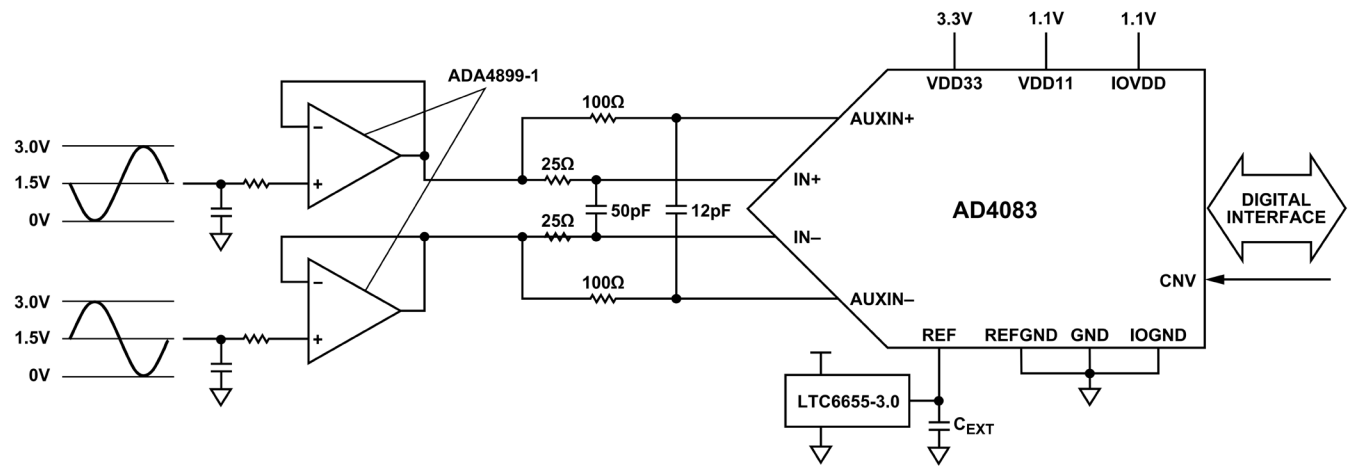 3.3V
1.1V
1.1V
VDD33
VDD11
IOVDD
ADA4899-1
100Ω
AUXIN+
–
3.0V
25Ω
1.5V
+
IN+
0V
50pF
12pF
AD4083
DIGITAL
INTERFACE
25Ω
IN–
–
100Ω
CNV
3.0V
AUXIN–
1.5V
+
REF
REFGND
GND
IOGND
0V
LTC6655-3.0
CEXT